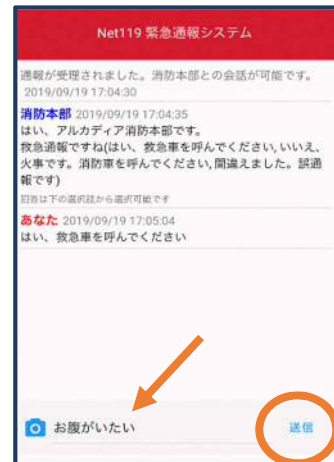 Net119 緊急通報システム
通報が受理されました。消防本部との会話が可能です。
2019/09/19 17:04:30
消防本部 2019/09/19 17:04:35
はい、アルカディア消防本部です。
救急通報ですね(はい、救急車を呼んでください,いいえ、
火事です。消防車を呼んでください,間違えました。誤通
報です)
回答は下の選択肢から選択可能です
あなた 2019/09/19 17:05:04
はい、救急車を呼んでください
お腹がいたい
送信